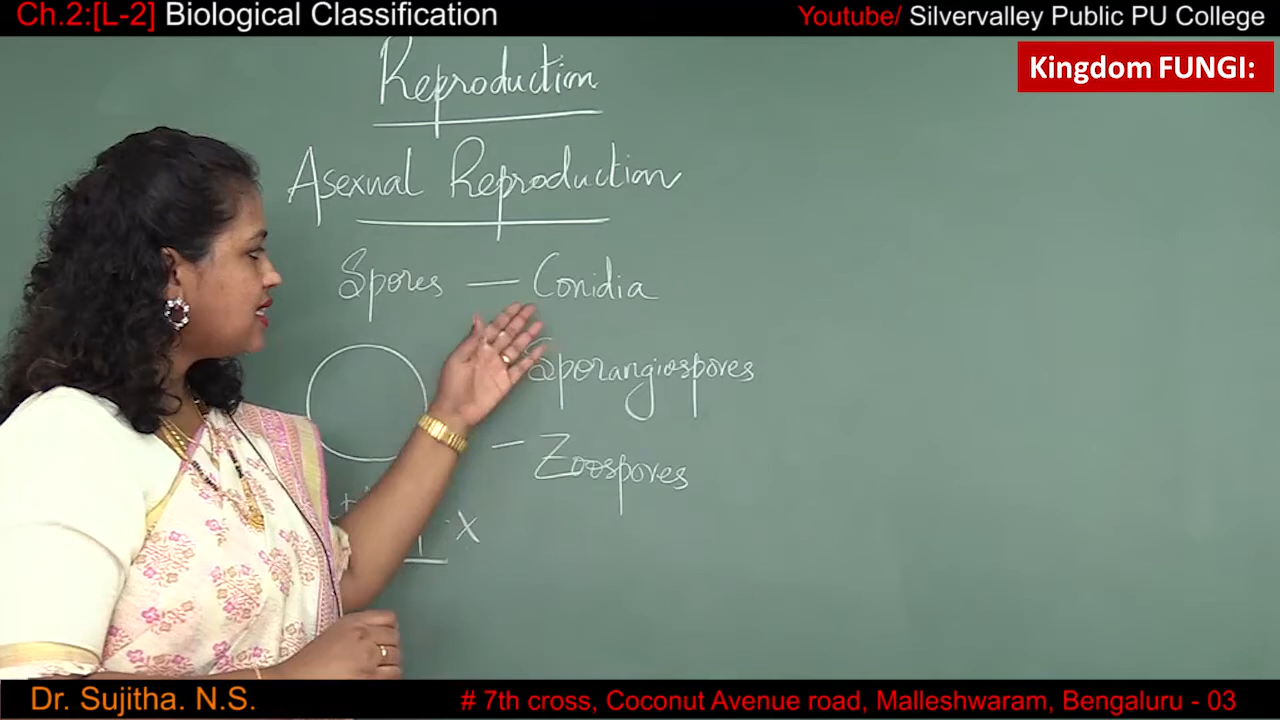 Ch.2:[L-2] Biological Classification
Youtube/ Silvervalley Public PU College
Kingdom FUNGI:
Reproduction
Asexual Reproduction
Spores — Conidia
Sporangiospores
– Zoospores
X
Dr. Sujitha. N.S.
# 7th cross, Coconut Avenue road, Malleshwaram, Bengaluru - 03